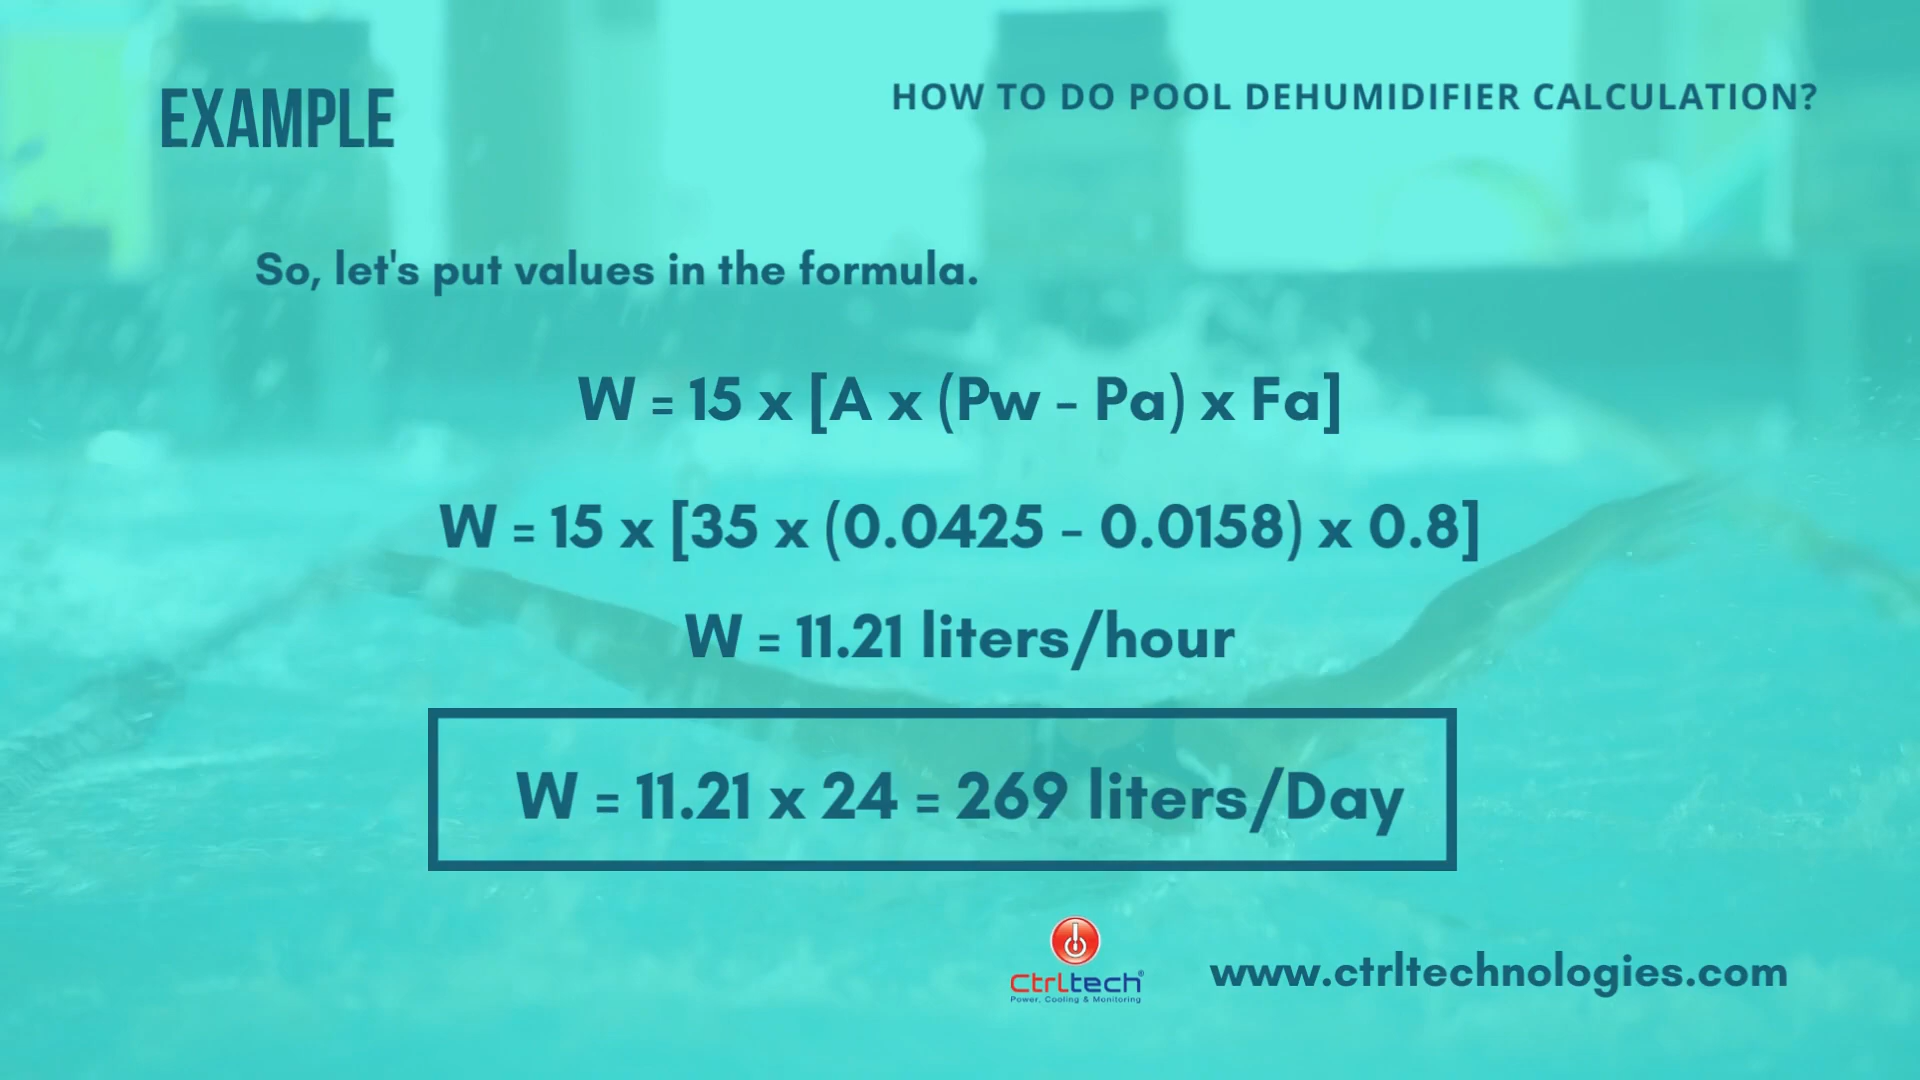 EXAMPLE
HOW TO DO POOL DEHUMIDIFIER CALCULATION?
So, let's put values in the formula.
W = 15 x [A x (Pw - Pa) x Fa]
W = 15 x [35 x (0.0425 - 0.0158) x 0.8]
W = 11.21 liters/hour
W = 11.21 x 24 = 269 liters/Day
Ctrltech®
Power, Cooling & Monitoring
www.ctrltechnologies.com